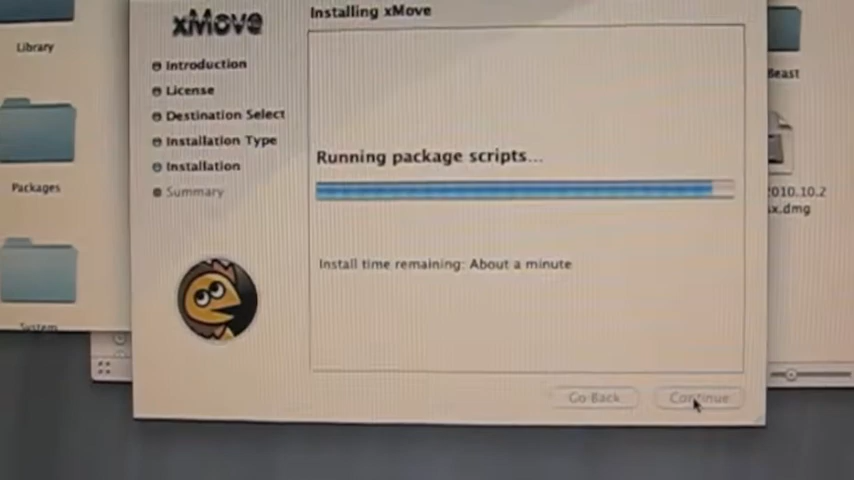 xMove
Installing xMove
Library
Introduction
License
Destination Select
Installation Type
Installation
Summary
Running package scripts...
Install time remaining: About a minute
Packages
System
Beast
2010.10.2
x.dmg
Go Back
Continue